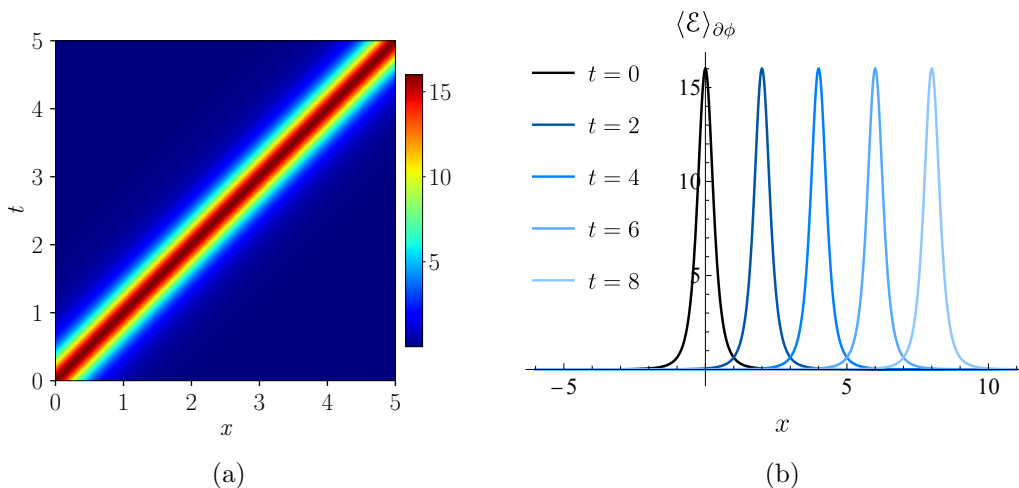 5
4
3
2
1
0
t
0 1 2 3 4 5
x
15
10
5
(a)
⟨ℰ⟩∂ϕ
t = 0
t = 2
t = 4
t = 6
t = 8
15
10
5
−5 5 10
x
(b)